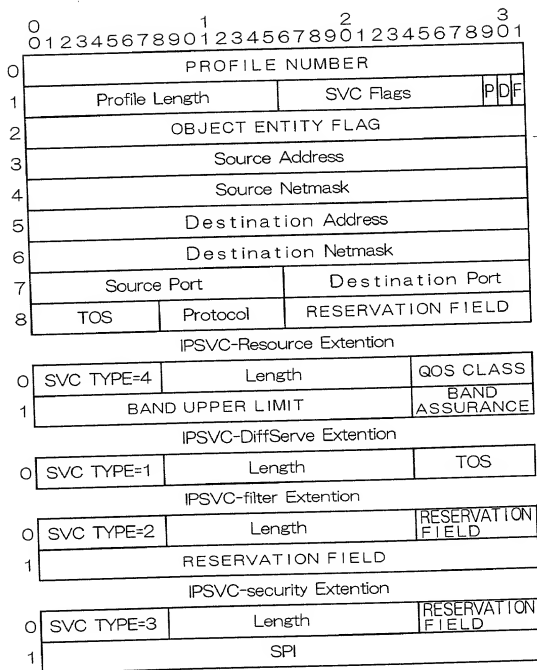 0 1 2 3
0 1 2 3 4 5 6 7 8 9 0 1 2 3 4 5 6 7 8 9 0 1 2 3 4 5 6 7 8 9 0 1
0 PROFILE NUMBER
1 Profile Length SVC Flags P D F
2 OBJECT ENTITY FLAG
3 Source Address
4 Source Netmask
5 Destination Address
6 Destination Netmask
7 Source Port Destination Port
8 TOS Protocol RESERVATION FIELD
IPSVC-Resource Extention
0 SVC TYPE=4 Length QOS CLASS
1 BAND UPPER LIMIT BAND ASSURANCE
IPSVC-DiffServe Extention
0 SVC TYPE=1 Length TOS
IPSVC-filter Extention
0 SVC TYPE=2 Length RESERVATION FIELD
1 RESERVATION FIELD
IPSVC-security Extention
0 SVC TYPE=3 Length RESERVATION FIELD
1 SPI